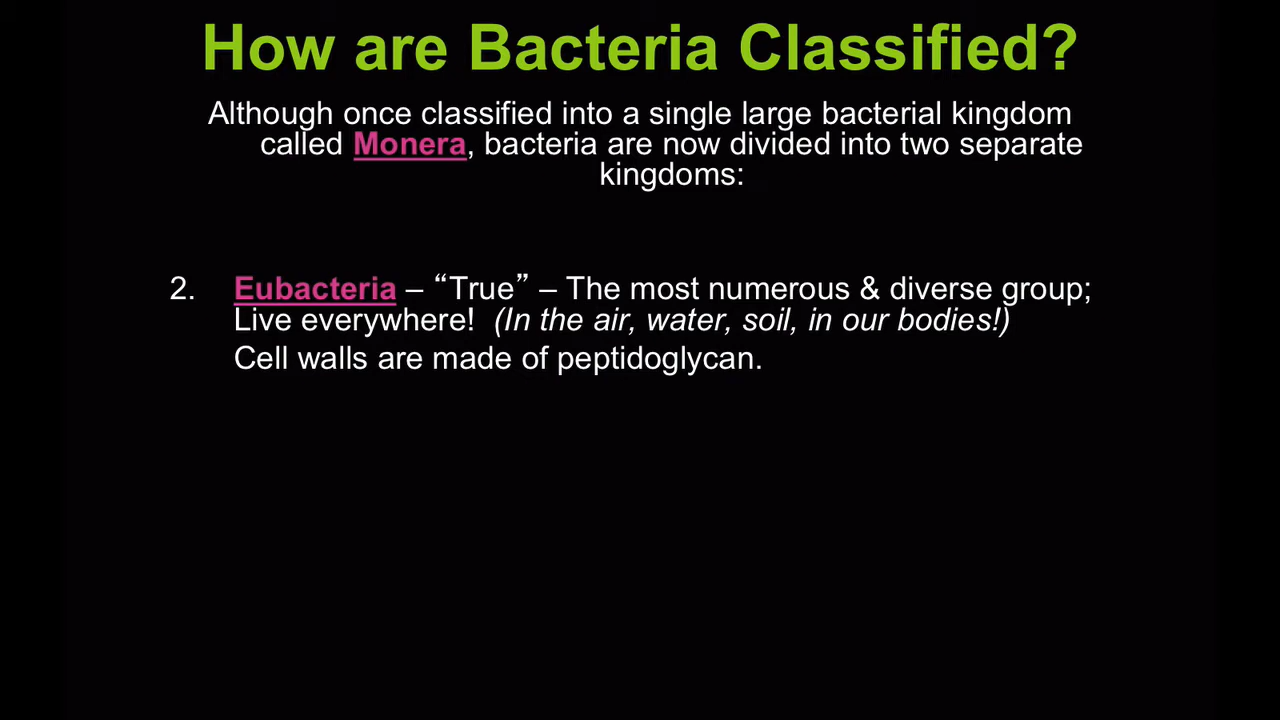 How are Bacteria Classified?
Although once classified into a single large bacterial kingdom
called Monera, bacteria are now divided into two separate
kingdoms:
2. Eubacteria – “True” – The most numerous & diverse group;
Live everywhere! (In the air, water, soil, in our bodies!)
Cell walls are made of peptidoglycan.